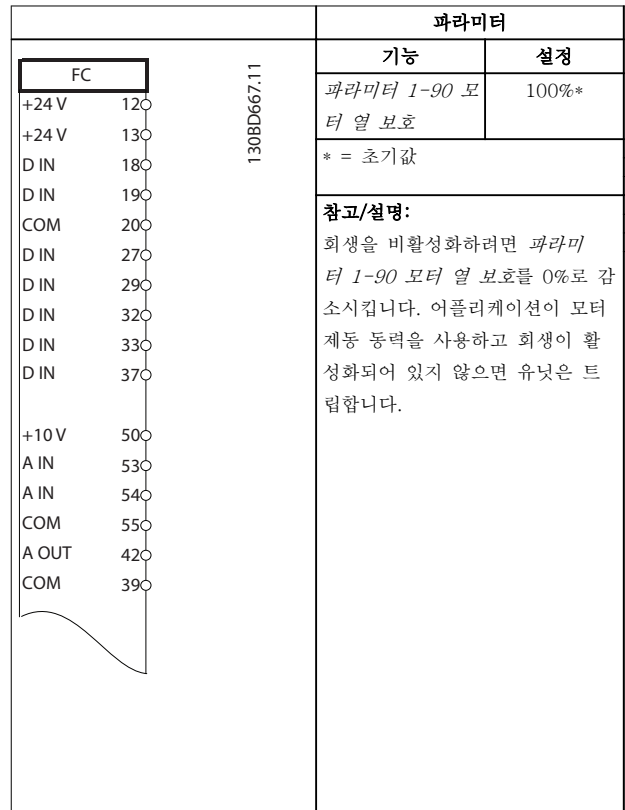 FC
+24 V 12
+24 V 13
D IN 18
D IN 19
COM 20
D IN 27
D IN 29
D IN 32
D IN 33
D IN 37
+10 V 50
A IN 53
A IN 54
COM 55
A OUT 42
COM 39
130BD667.11
파라미터
기능 설정
파라미터 1-90 모 100%*
터 열 보호
* = 초기값
참고/설명:
회생을 비활성화하려면 파라미
터 1-90 모터 열 보호를 0%로 감
소시킵니다. 어플리케이션이 모터
제동 동력을 사용하고 회생이 활
성화되어 있지 않으면 유닛은 트
립합니다.